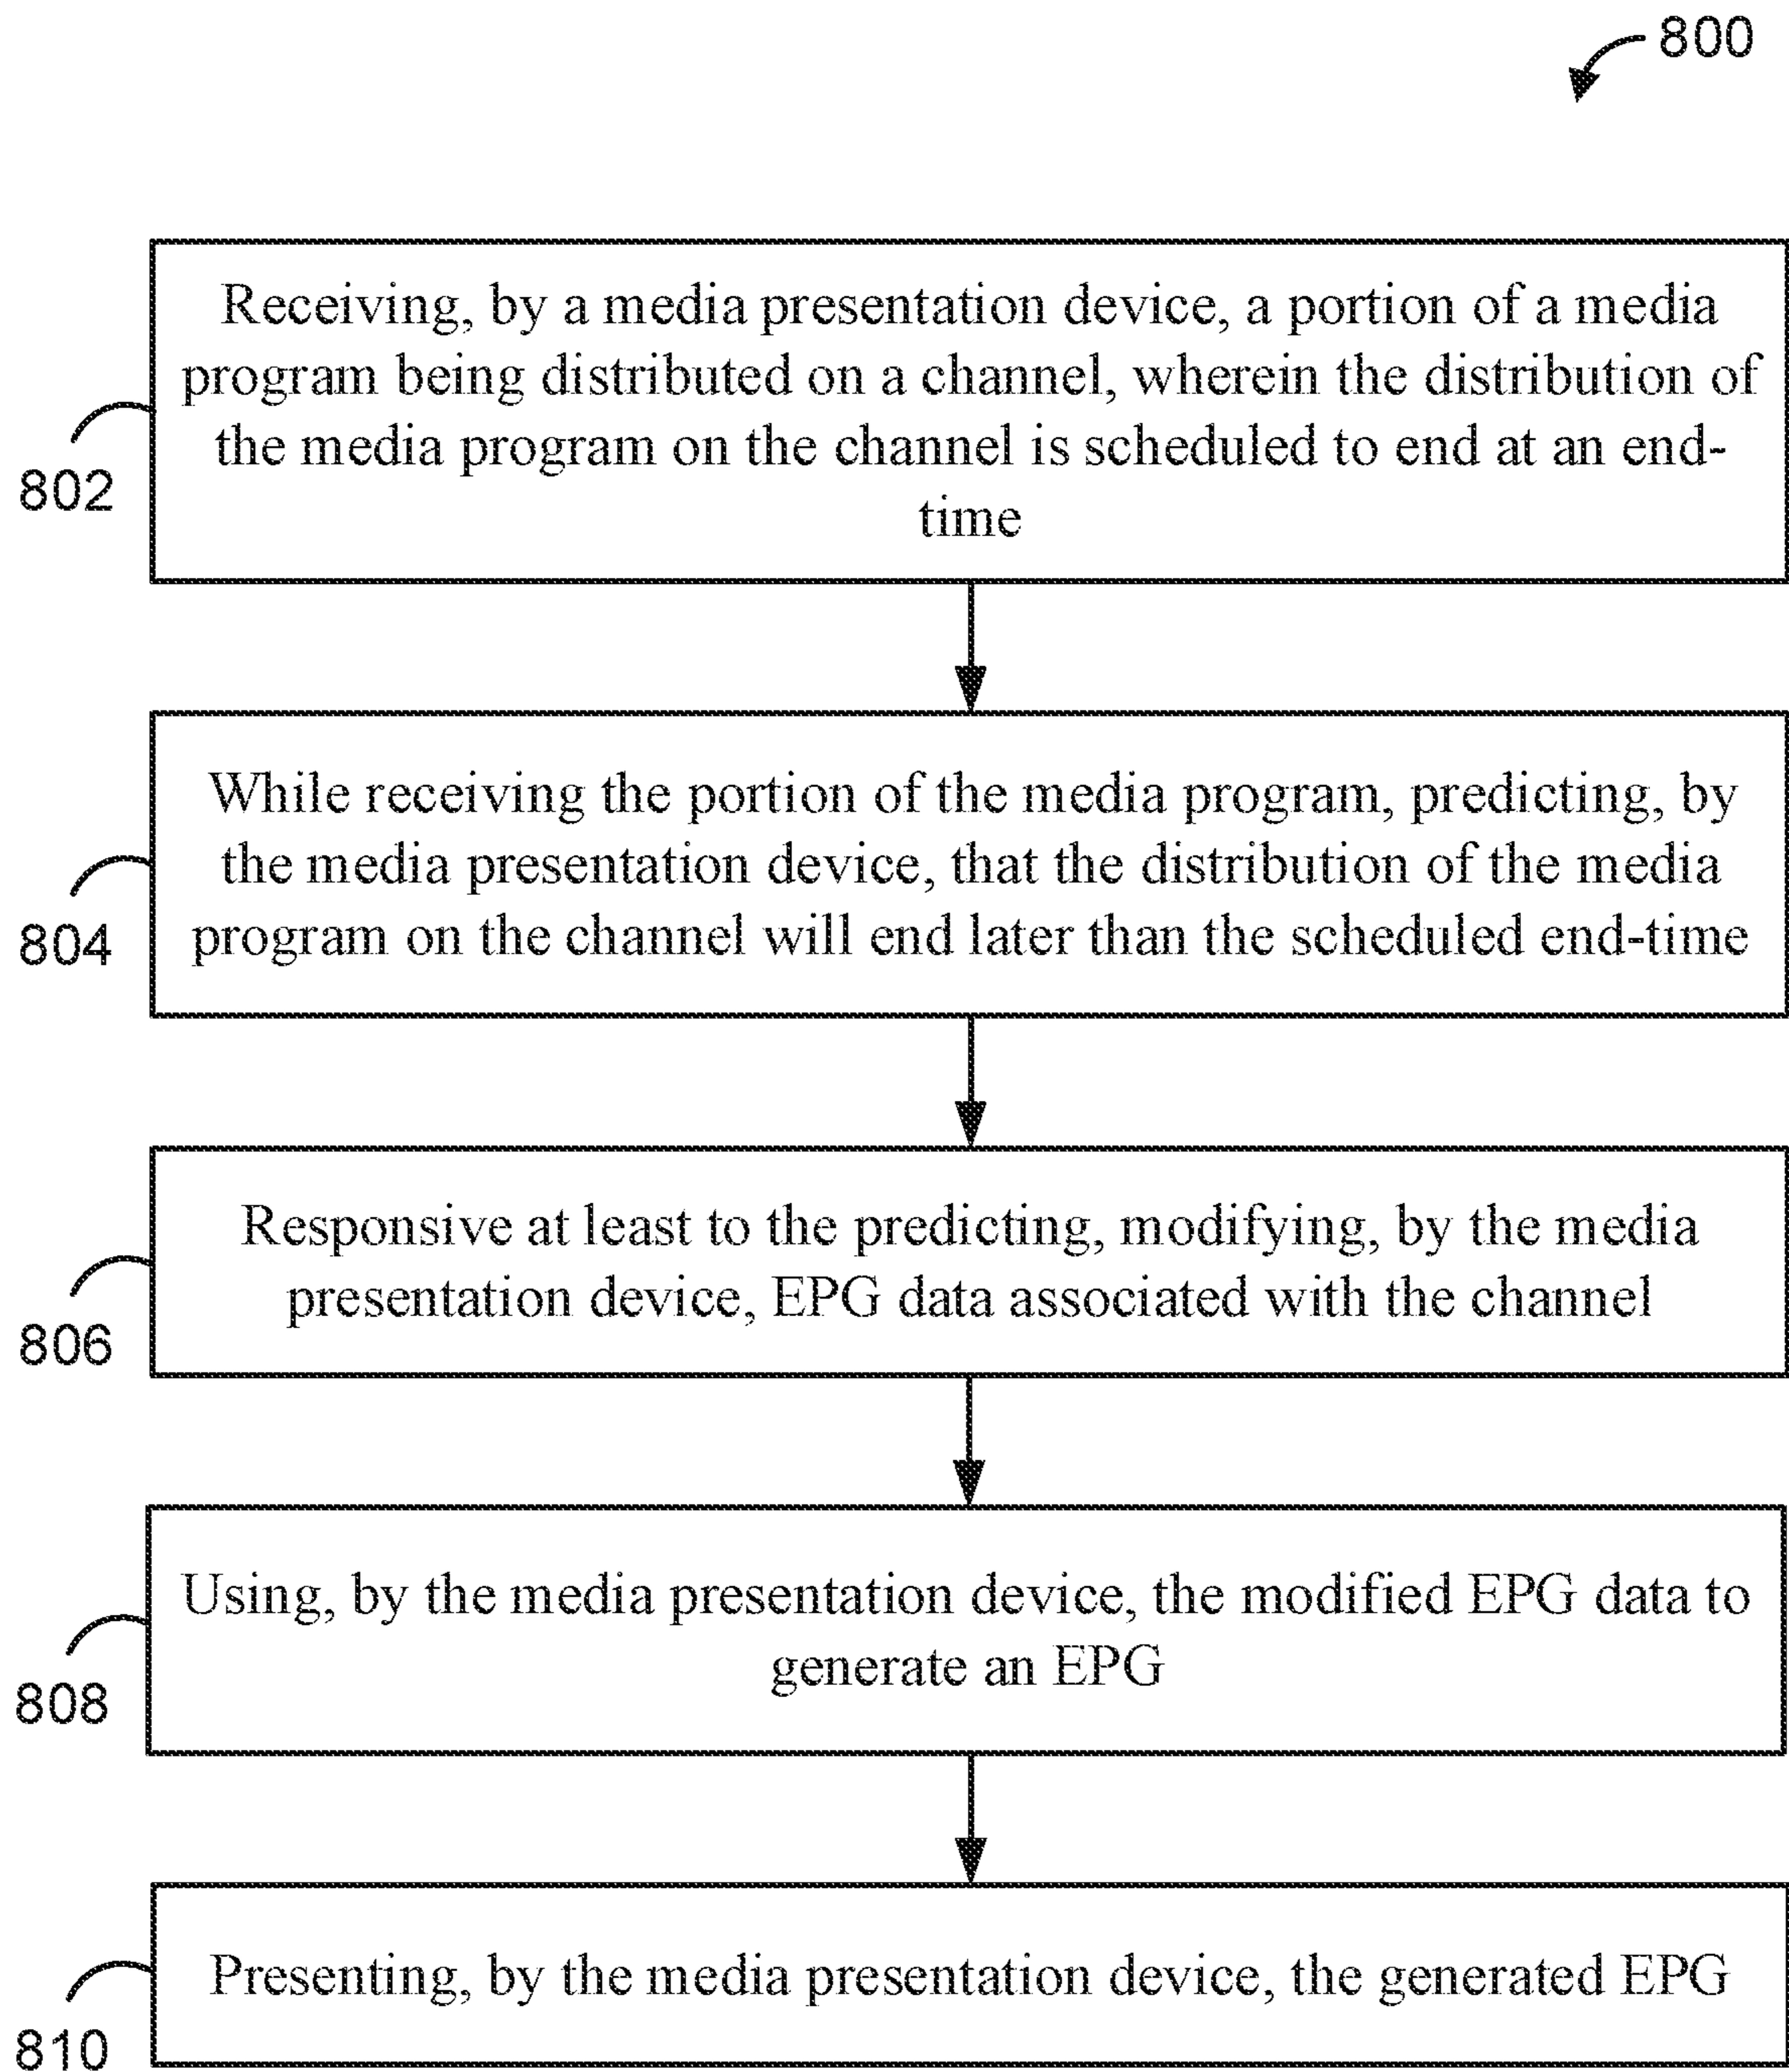 800
Receiving, by a media presentation device, a portion of a media
program being distributed on a channel, wherein the distribution of
the media program on the channel is scheduled to end at an end-
time
802
While receiving the portion of the media program, predicting, by
the media presentation device, that the distribution of the media
program on the channel will end later than the scheduled end-time
804
Responsive at least to the predicting, modifying, by the media
presentation device, EPG data associated with the channel
806
Using, by the media presentation device, the modified EPG data to
generate an EPG
808
Presenting, by the media presentation device, the generated EPG
810